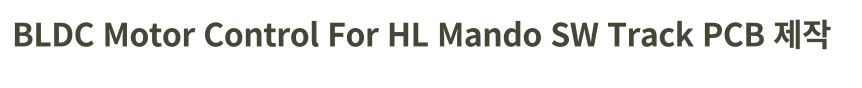 BLDC Motor Control For HL Mando SW Track PCB 제작